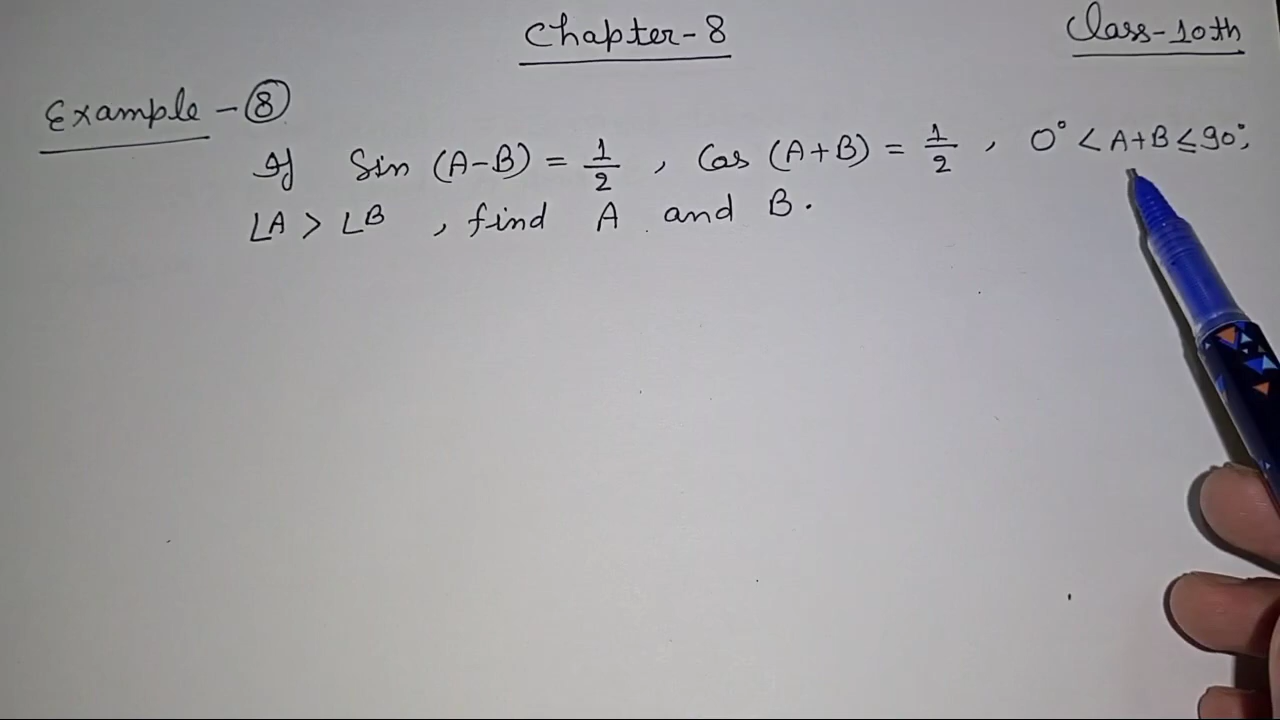 Chapter-8
Class-10th
Example-⑧
If Sin (A-B) = 1/2 , Cos (A+B) = 1/2 , 0° < A+B ≤ 90°,
∠A > ∠B , find A and B.